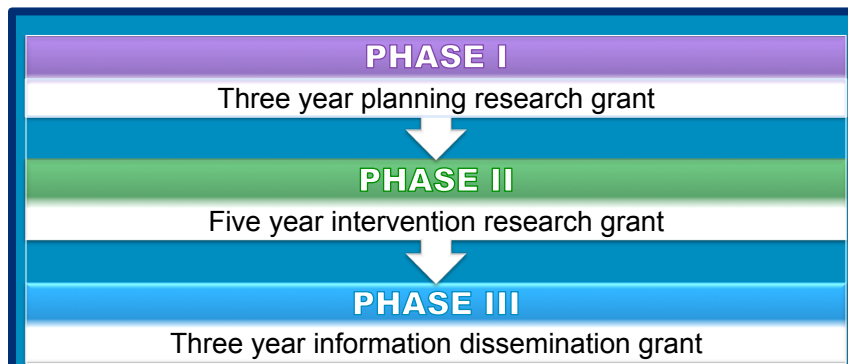 PHASE I
Three year planning research grant
PHASE II
Five year intervention research grant
PHASE III
Three year information dissemination grant